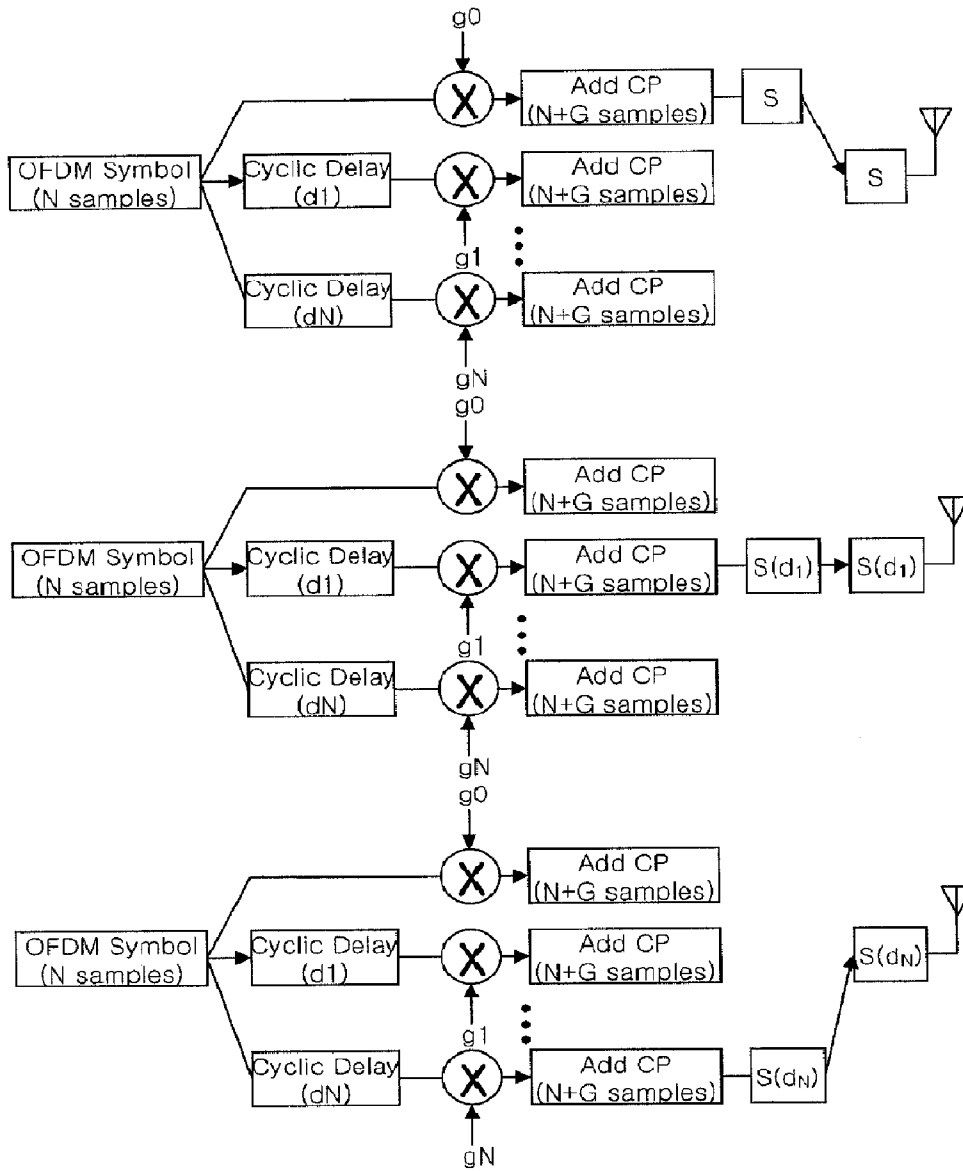 g0
Add CP
(N+G samples)
S
S
OFDM Symbol
(N samples)
Cyclic Delay
(d1)
Add CP
(N+G samples)
g1
Cyclic Delay
(dN)
Add CP
(N+G samples)
gN
g0
Add CP
(N+G samples)
OFDM Symbol
(N samples)
Cyclic Delay
(d1)
Add CP
(N+G samples)
S(d₁)
S(d₁)
g1
Cyclic Delay
(dN)
Add CP
(N+G samples)
gN
g0
Add CP
(N+G samples)
OFDM Symbol
(N samples)
Cyclic Delay
(d1)
Add CP
(N+G samples)
S(dN)
g1
Cyclic Delay
(dN)
Add CP
(N+G samples)
S(dN)
gN